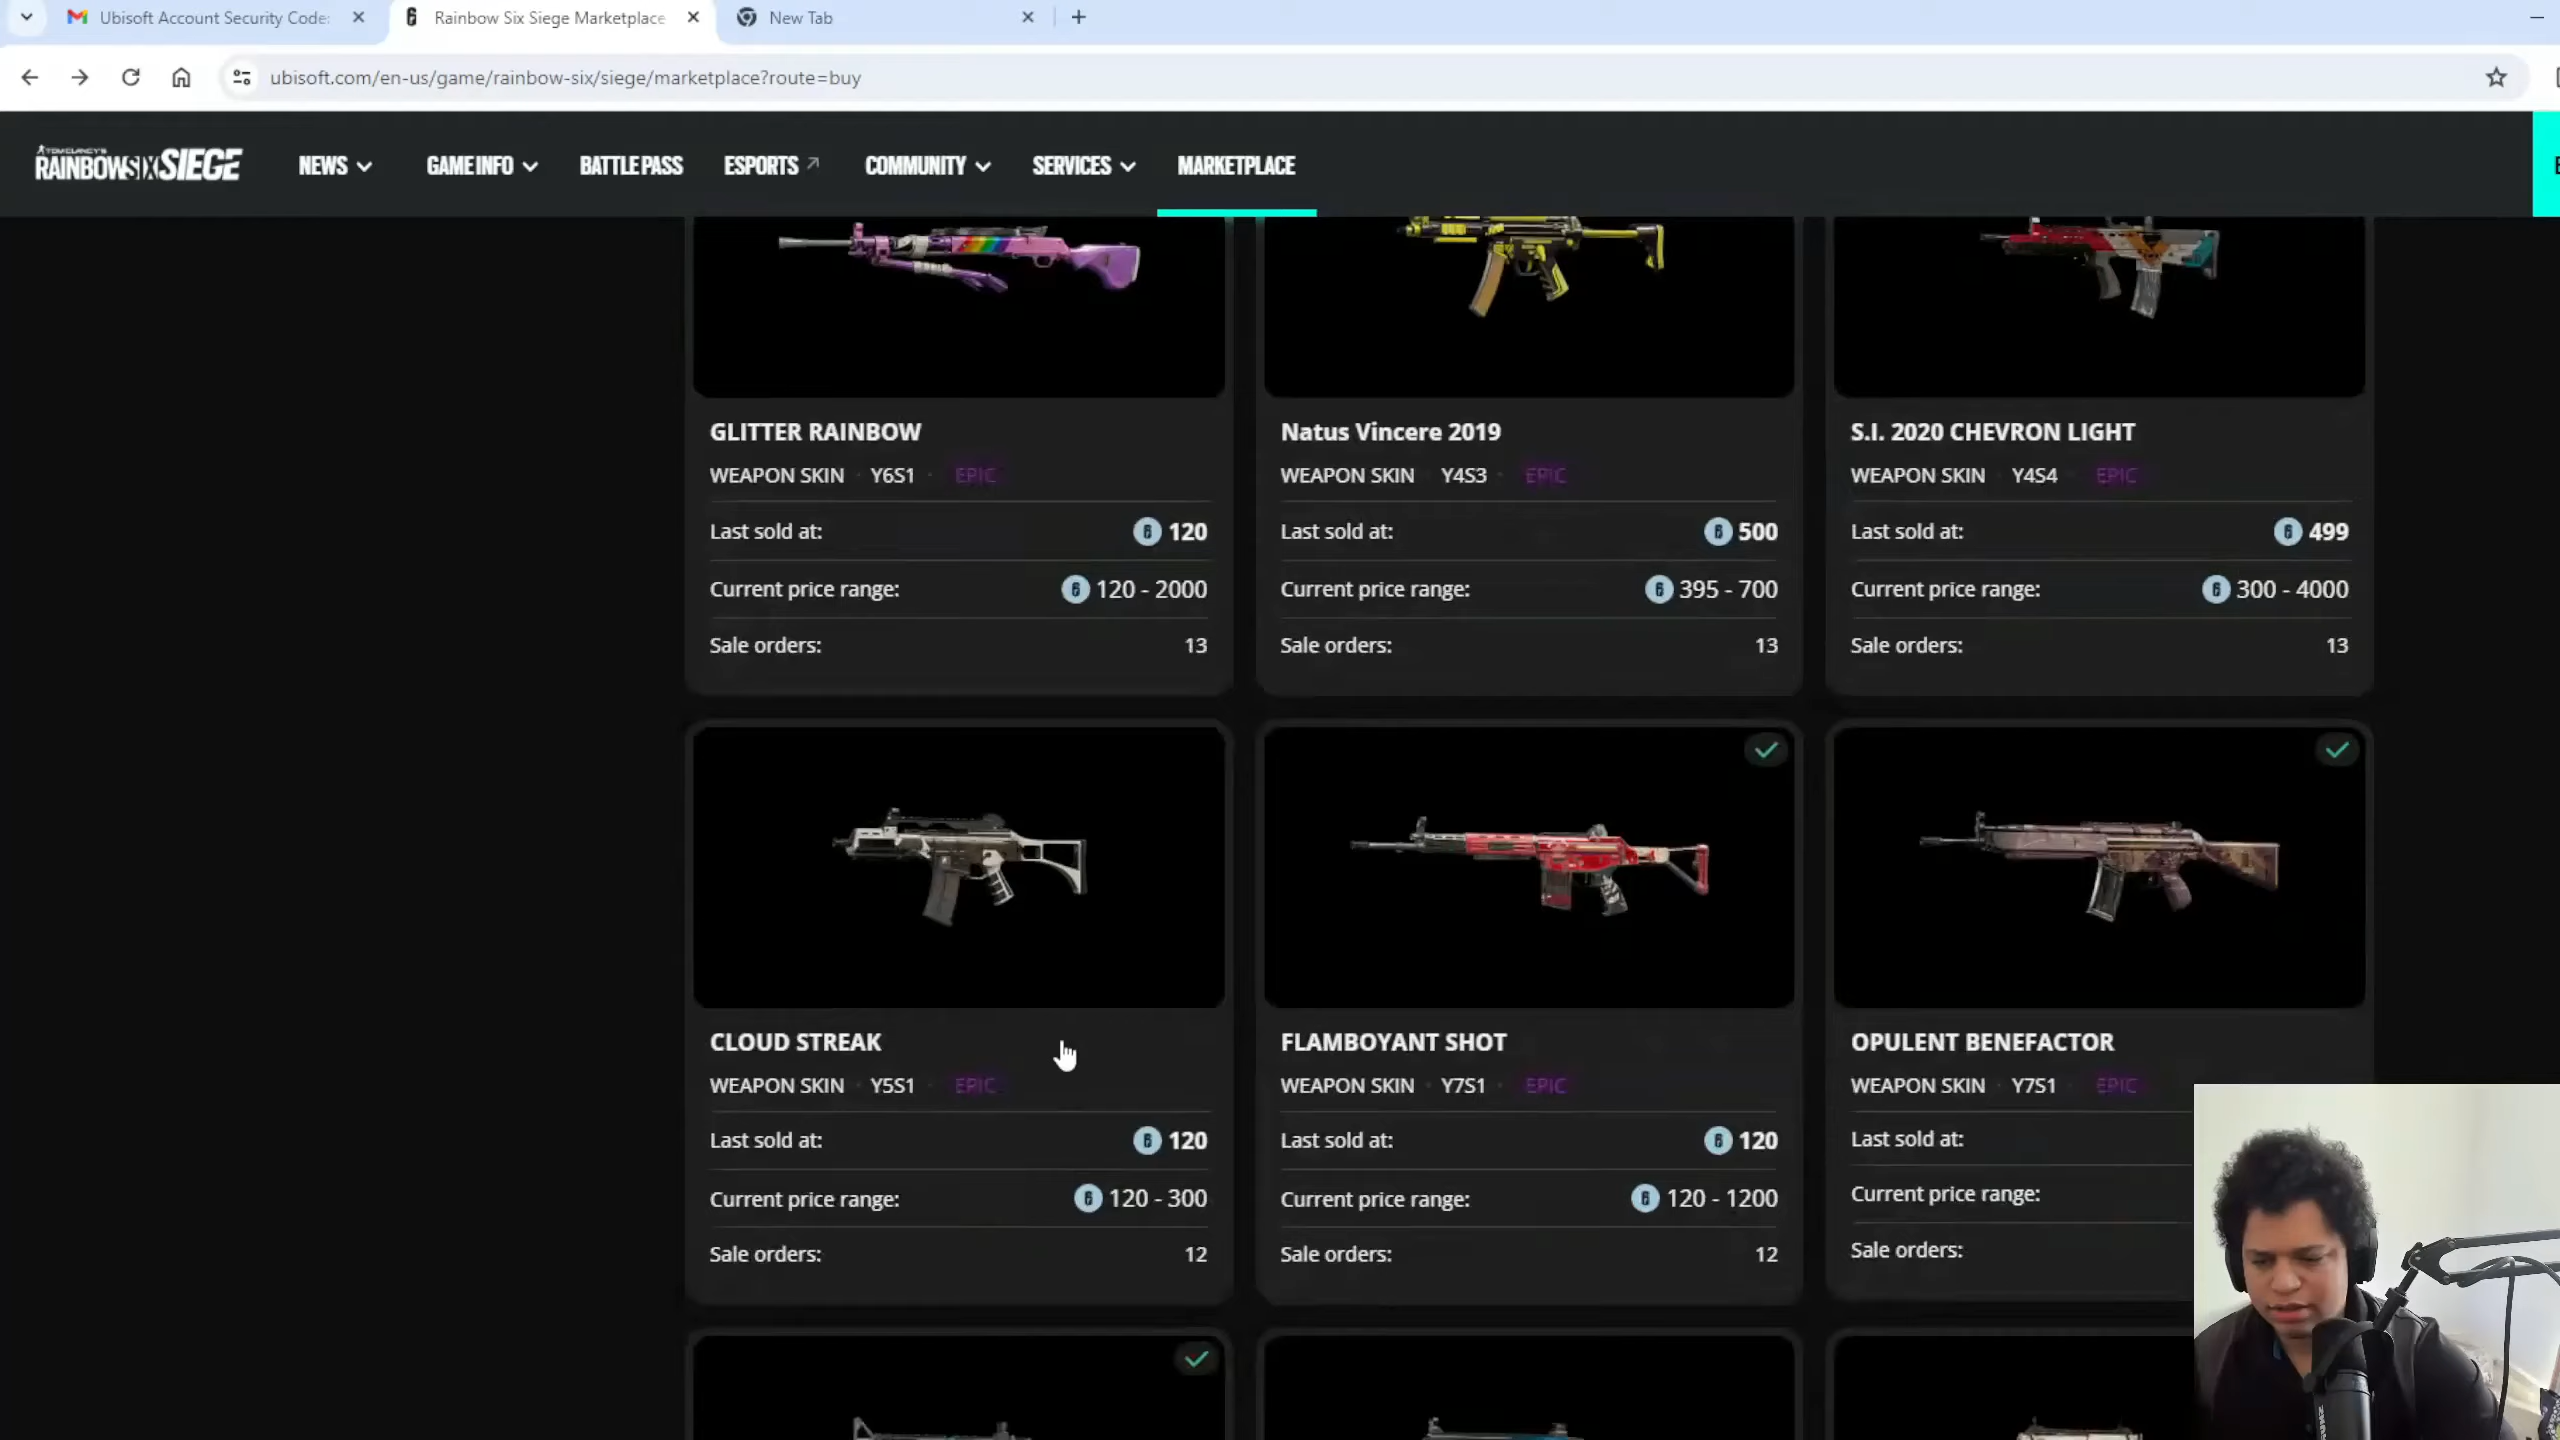 Ubisoft Account Security Code:
Rainbow Six Siege Marketplace
New Tab
ubisoft.com/en-us/game/rainbow-six/siege/marketplace?route=buy
TOM CLANCY'S
RAINBOW SIX SIEGE
NEWS
GAME INFO
BATTLE PASS
ESPORTS
COMMUNITY
SERVICES
MARKETPLACE
GLITTER RAINBOW
WEAPON SKIN · Y6S1 · EPIC
Last sold at: 120
Current price range: 120 - 2000
Sale orders: 13
Natus Vincere 2019
WEAPON SKIN · Y4S3 · EPIC
Last sold at: 500
Current price range: 395 - 700
Sale orders: 13
S.I. 2020 CHEVRON LIGHT
WEAPON SKIN · Y4S4 · EPIC
Last sold at: 499
Current price range: 300 - 4000
Sale orders: 13
CLOUD STREAK
WEAPON SKIN · Y5S1 · EPIC
Last sold at: 120
Current price range: 120 - 300
Sale orders: 12
FLAMBOYANT SHOT
WEAPON SKIN · Y7S1 · EPIC
Last sold at: 120
Current price range: 120 - 1200
Sale orders: 12
OPULENT BENEFACTOR
WEAPON SKIN · Y7S1 · EPIC
Last sold at:
Current price range:
Sale orders: